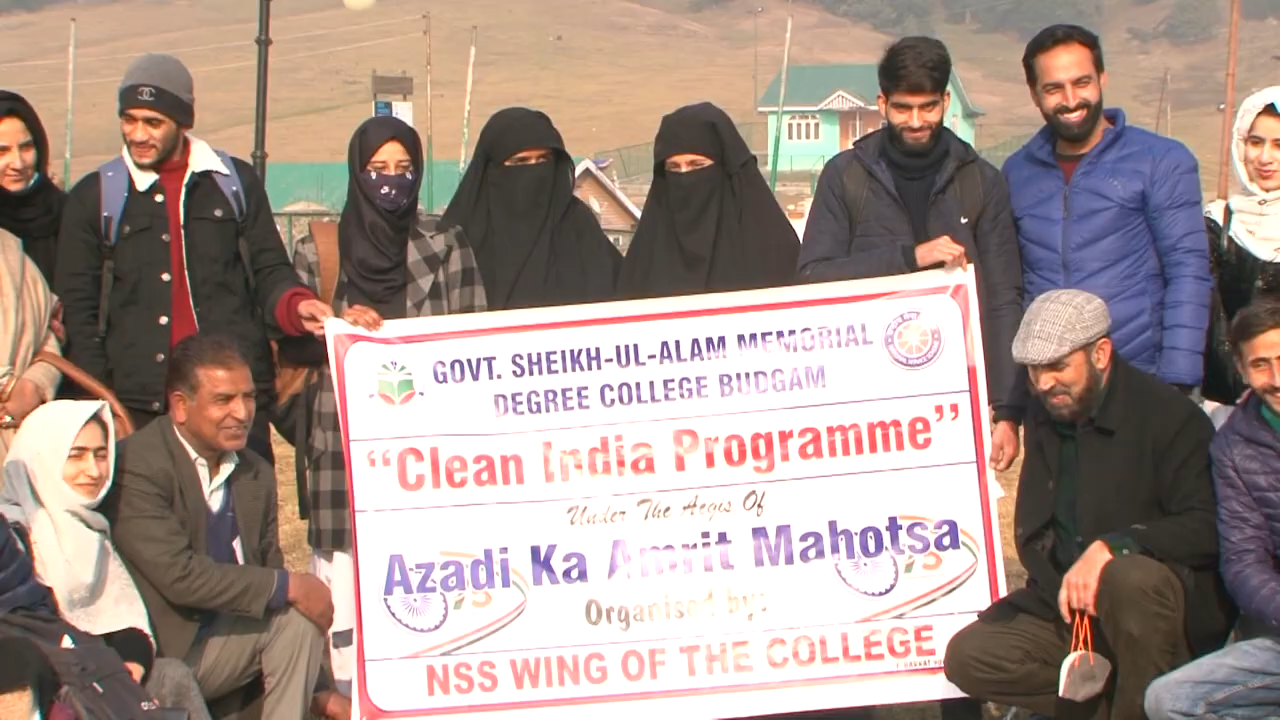 GOVT. SHEIKH-UL-ALAM MEMORIAL
DEGREE COLLEGE BUDGAM
“Clean India Programme”
Under The Aegis Of
Azadi Ka Amrit Mahotsa
Organised by:
NSS WING OF THE COLLEGE